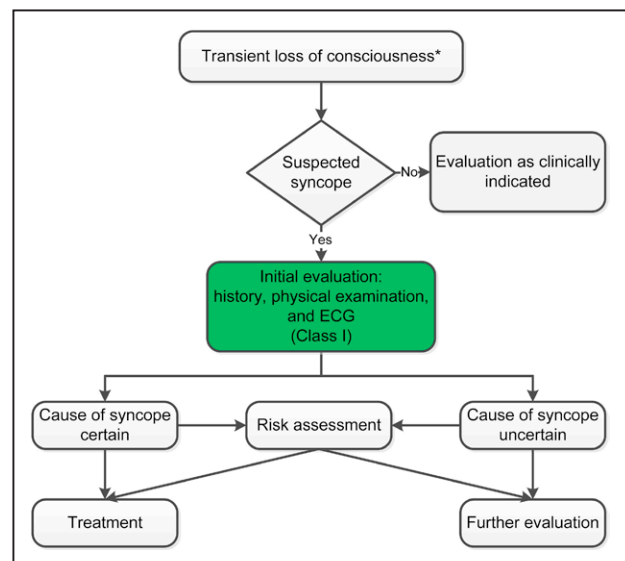 Transient loss of consciousness*
Suspected
syncope
No
Evaluation as clinically
indicated
Yes
Initial evaluation:
history, physical examination,
and ECG
(Class I)
Cause of syncope
certain
Risk assessment
Cause of syncope
uncertain
Treatment
Further evaluation